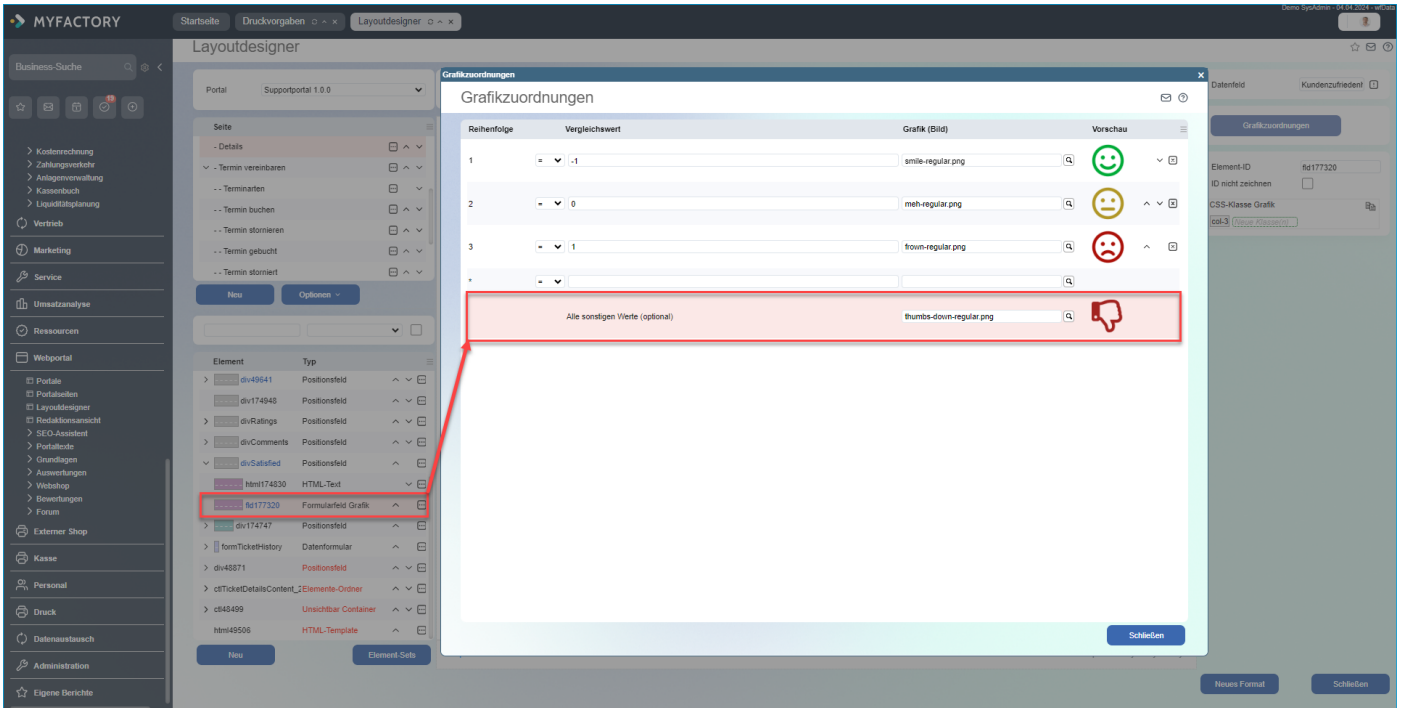 MYFACTORY
Startseite
Druckvorgaben
Layoutdesigner
Demo SysAdmin - 04.04.2024 - wfData
Layoutdesigner
Business-Suche
13
Kostenrechnung
Zahlungsverkehr
Anlagenverwaltung
Kassenbuch
Liquiditätsplanung
Vertrieb
Marketing
Service
Umsatzanalyse
Ressourcen
Webportal
Portale
Portalseiten
Layoutdesigner
Redaktionsansicht
SEO-Assistent
Portaltexte
Grundlagen
Auswertungen
Webshop
Bewertungen
Forum
Externer Shop
Kasse
Personal
Druck
Datenaustausch
Administration
Eigene Berichte
Portal Supportportal 1.0.0
Seite
- Details
- Termin vereinbaren
- - Terminarten
- - Termin buchen
- - Termin stornieren
- - Termin gebucht
- - Termin storniert
Neu Optionen
Element Typ
div49641 Positionsfeld
div174948 Positionsfeld
divRatings Positionsfeld
divComments Positionsfeld
divSatisfied Positionsfeld
html174830 HTML-Text
fld177320 Formularfeld Grafik
div174747 Positionsfeld
formTicketHistory Datenformular
div48871 Positionsfeld
ctlTicketDetailsContent_ Elemente-Ordner
ctl48499 Unsichtbar Container
html49506 HTML-Template
Neu Element-Sets
Grafikzuordnungen
Grafikzuordnungen
Reihenfolge Vergleichswert Grafik (Bild) Vorschau
1 = -1 smile-regular.png
2 = 0 meh-regular.png
3 = 1 frown-regular.png
* =
Alle sonstigen Werte (optional) thumbs-down-regular.png
Schließen
Datenfeld Kundenzufriedenh
Grafikzuordnungen
Element-ID fld177320
ID nicht zeichnen
CSS-Klasse Grafik
col-3 [Neue Klasse(n)]
Neues Format Schließen